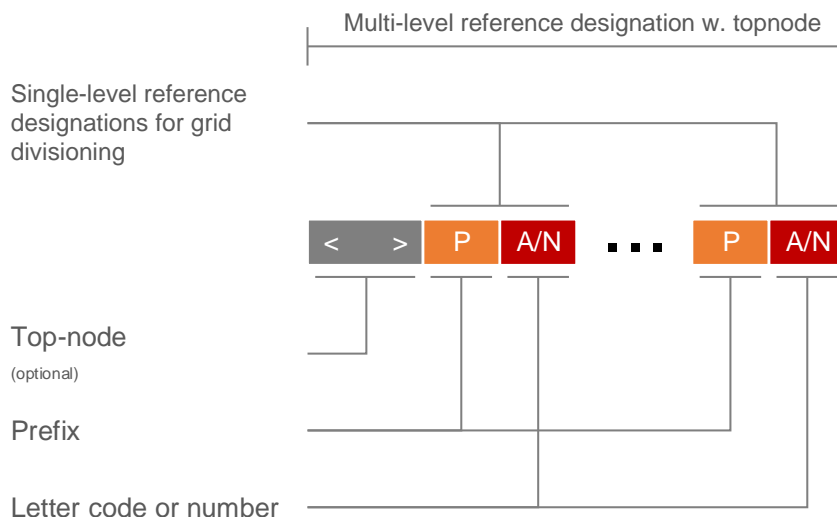 Multi-level reference designation w. topnode
Single-level reference
designations for grid
divisioning
< > P A/N ... P A/N
Top-node
(optional)
Prefix
Letter code or number